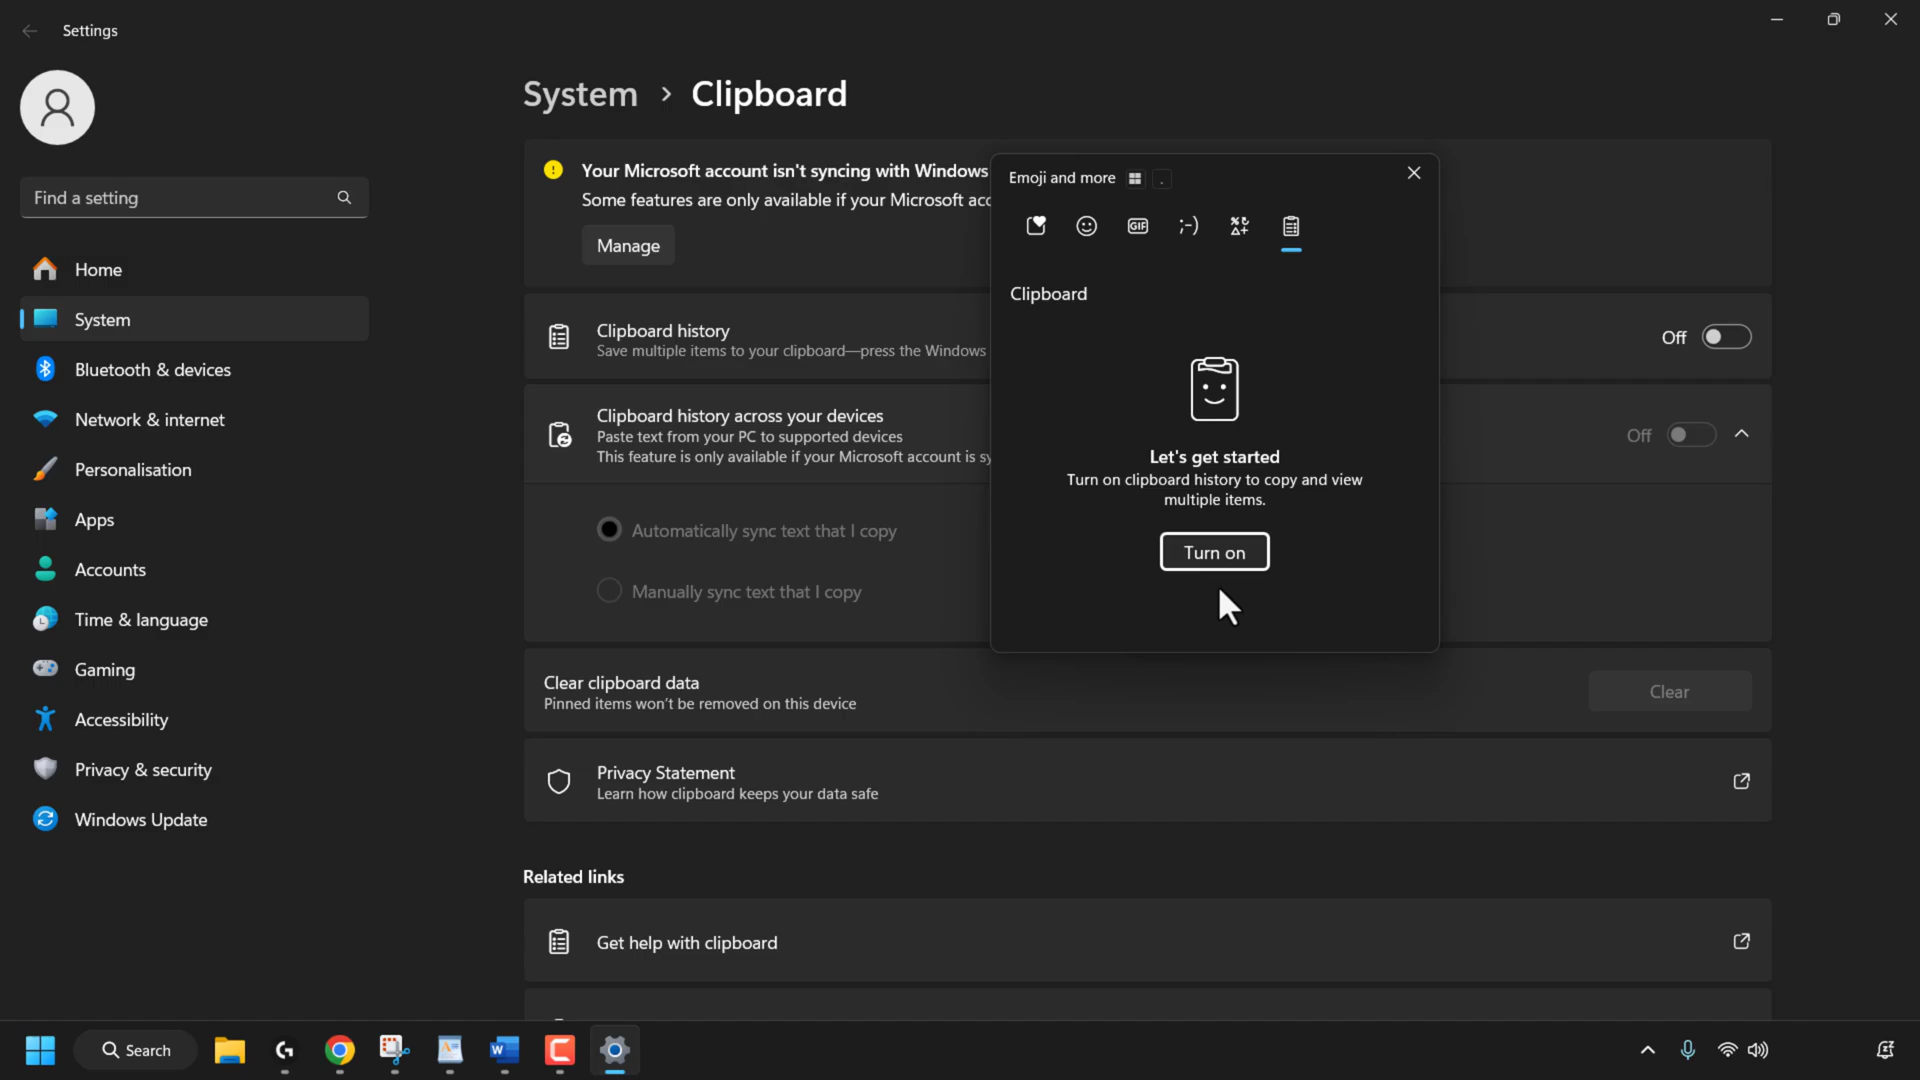 Settings
Find a setting
Home
System
Bluetooth & devices
Network & internet
Personalisation
Apps
Accounts
Time & language
Gaming
Accessibility
Privacy & security
Windows Update
System > Clipboard
Your Microsoft account isn't syncing with Windows
Some features are only available if your Microsoft acc
Manage
Clipboard history
Save multiple items to your clipboard—press the Windows
Off
Clipboard history across your devices
Paste text from your PC to supported devices
This feature is only available if your Microsoft account is sy
Off
Automatically sync text that I copy
Manually sync text that I copy
Emoji and more .
GIF
;-)
Clipboard
Let's get started
Turn on clipboard history to copy and view
multiple items.
Turn on
Clear clipboard data
Pinned items won't be removed on this device
Clear
Privacy Statement
Learn how clipboard keeps your data safe
Related links
Get help with clipboard
Search